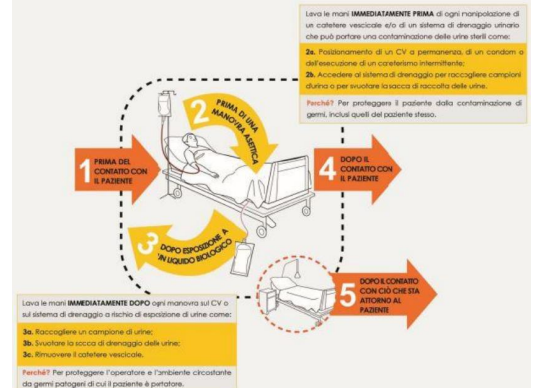 Lava le mani IMMEDIATAMENTE PRIMA di ogni manipolazione di
un catetere vescicale e/o di un sistema di drenaggio urinario
che può portare una contaminazione delle urine sterili come:
2a. Posizionamento di un CV a permanenza, di un condom o
dell'esecuzione di un cateterismo intermittente;
2b. Accedere al sistema di drenaggio per raccogliere campioni
d'urina o per svuotare la sacca di raccolta delle urine.
Perché? Per proteggere il paziente dalla contaminazione di
germi, inclusi quelli del paziente stesso.
2 PRIMA DI UNA
MANOVRA ASETTICA
1 PRIMA DEL
CONTATTO CON
IL PAZIENTE
4 DOPO IL
CONTATTO CON
IL PAZIENTE
3 DOPO ESPOSIZIONE A
UN LIQUIDO BIOLOGICO
5 DOPO IL CONTATTO
CON CIÒ CHE STA
ATTORNO AL
PAZIENTE
Lava le mani IMMEDIATAMENTE DOPO ogni manovra sul CV o
sul sistema di drenaggio a rischio di esposizione di urine come:
3a. Raccogliere un campione di urine;
3b. Svuotare la sacca di drenaggio delle urine;
3c. Rimuovere il catetere vescicale.
Perché? Per proteggere l'operatore e l'ambiente circostante
da germi patogeni di cui il paziente è portatore.